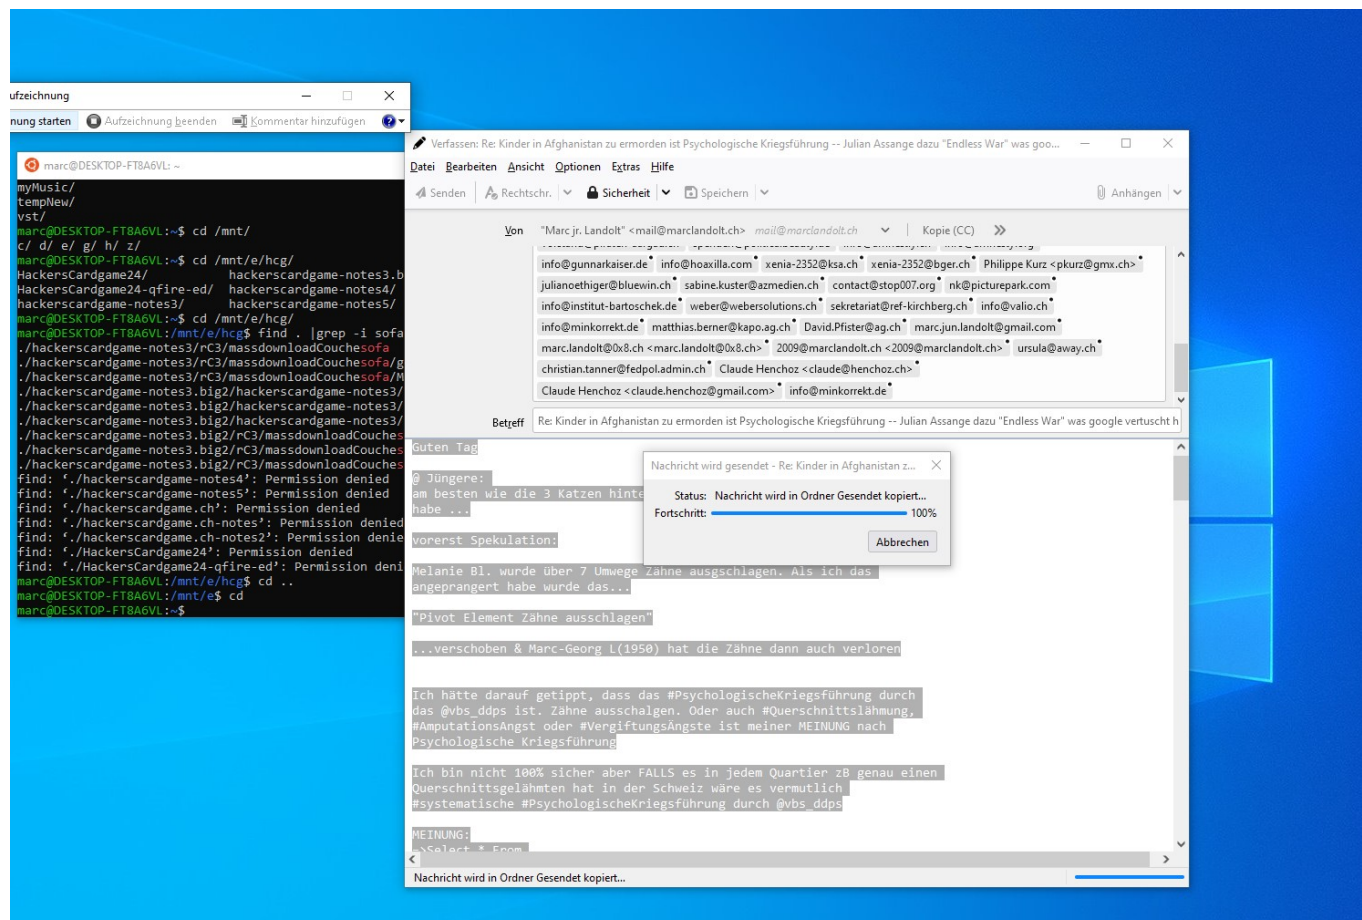 ufzeichnung
nung starten Aufzeichnung beenden Kommentar hinzufügen
marc@DESKTOP-FT8A6VL: ~
myMusic/
tempNew/
vst/
marc@DESKTOP-FT8A6VL:~$ cd /mnt/
c/ d/ e/ g/ h/ z/
marc@DESKTOP-FT8A6VL:~$ cd /mnt/e/hcg/
HackersCardgame24/ hackerscardgame-notes3.b
HackersCardgame24-qfire-ed/ hackerscardgame-notes4/
hackerscardgame-notes3/ hackerscardgame-notes5/
marc@DESKTOP-FT8A6VL:~$ cd /mnt/e/hcg/
marc@DESKTOP-FT8A6VL:/mnt/e/hcg$ find . |grep -i sofa
./hackerscardgame-notes3/rC3/massdownloadCouchesofa
./hackerscardgame-notes3/rC3/massdownloadCouchesofa/g
./hackerscardgame-notes3/rC3/massdownloadCouchesofa/M
./hackerscardgame-notes3.big2/hackerscardgame-notes3/
./hackerscardgame-notes3.big2/hackerscardgame-notes3/
./hackerscardgame-notes3.big2/hackerscardgame-notes3/
./hackerscardgame-notes3.big2/rC3/massdownloadCouches
./hackerscardgame-notes3.big2/rC3/massdownloadCouches
./hackerscardgame-notes3.big2/rC3/massdownloadCouches
find: ‘./hackerscardgame-notes4’: Permission denied
find: ‘./hackerscardgame-notes5’: Permission denied
find: ‘./hackerscardgame.ch’: Permission denied
find: ‘./hackerscardgame.ch-notes’: Permission denied
find: ‘./hackerscardgame.ch-notes2’: Permission denie
find: ‘./HackersCardgame24’: Permission denied
find: ‘./HackersCardgame24-qfire-ed’: Permission deni
marc@DESKTOP-FT8A6VL:/mnt/e/hcg$ cd ..
marc@DESKTOP-FT8A6VL:/mnt/e$ cd
marc@DESKTOP-FT8A6VL:~$
Verfassen: Re: Kinder in Afghanistan zu ermorden ist Psychologische Kriegsführung -- Julian Assange dazu "Endless War" was goo...
Datei Bearbeiten Ansicht Optionen Extras Hilfe
Senden Rechtschr. Sicherheit Speichern Anhängen
Von "Marc jr. Landolt" <mail@marclandolt.ch> mail@marclandolt.ch Kopie (CC)
info@gunnarkaiser.de info@hoaxilla.com xenia-2352@ksa.ch xenia-2352@bger.ch Philippe Kurz <pkurz@gmx.ch>
julianoethiger@bluewin.ch sabine.kuster@azmedien.ch contact@stop007.org nk@picturepark.com
info@institut-bartoschek.de weber@webersolutions.ch sekretariat@ref-kirchberg.ch info@valio.ch
info@minkorrekt.de matthias.berner@kapo.ag.ch David.Pfister@ag.ch marc.jun.landolt@gmail.com
marc.landolt@0x8.ch <marc.landolt@0x8.ch> 2009@marclandolt.ch <2009@marclandolt.ch> ursula@away.ch
christian.tanner@fedpol.admin.ch Claude Henchoz <claude@henchoz.ch>
Claude Henchoz <claude.henchoz@gmail.com> info@minkorrekt.de
Betreff Re: Kinder in Afghanistan zu ermorden ist Psychologische Kriegsführung -- Julian Assange dazu "Endless War" was google vertuscht h
Guten Tag
@ Jüngere:
am besten wie die 3 Katzen hinte
habe ...
vorerst Spekulation:
Melanie Bl. wurde über 7 Umwege Zähne ausgschlagen. Als ich das
angeprangert habe wurde das...
"Pivot Element Zähne ausschlagen"
...verschoben & Marc-Georg L(1950) hat die Zähne dann auch verloren
Ich hätte darauf getippt, dass das #PsychologischeKriegsführung durch
das @vbs_ddps ist. Zähne ausschalgen. Oder auch #Querschnittslähmung,
#AmputationsAngst oder #VergiftungsÄngste ist meiner MEINUNG nach
Psychologische Kriegsführung
Ich bin nicht 100% sicher aber FALLS es in jedem Quartier zB genau einen
Querschnittsgelähmten hat in der Schweiz wäre es vermutlich
#systematische #PsychologischeKriegsführung durch @vbs_ddps
MEINUNG:
->Select * From
Nachricht wird gesendet - Re: Kinder in Afghanistan z...
Status: Nachricht wird in Ordner Gesendet kopiert...
Fortschritt: 100%
Abbrechen
Nachricht wird in Ordner Gesendet kopiert...